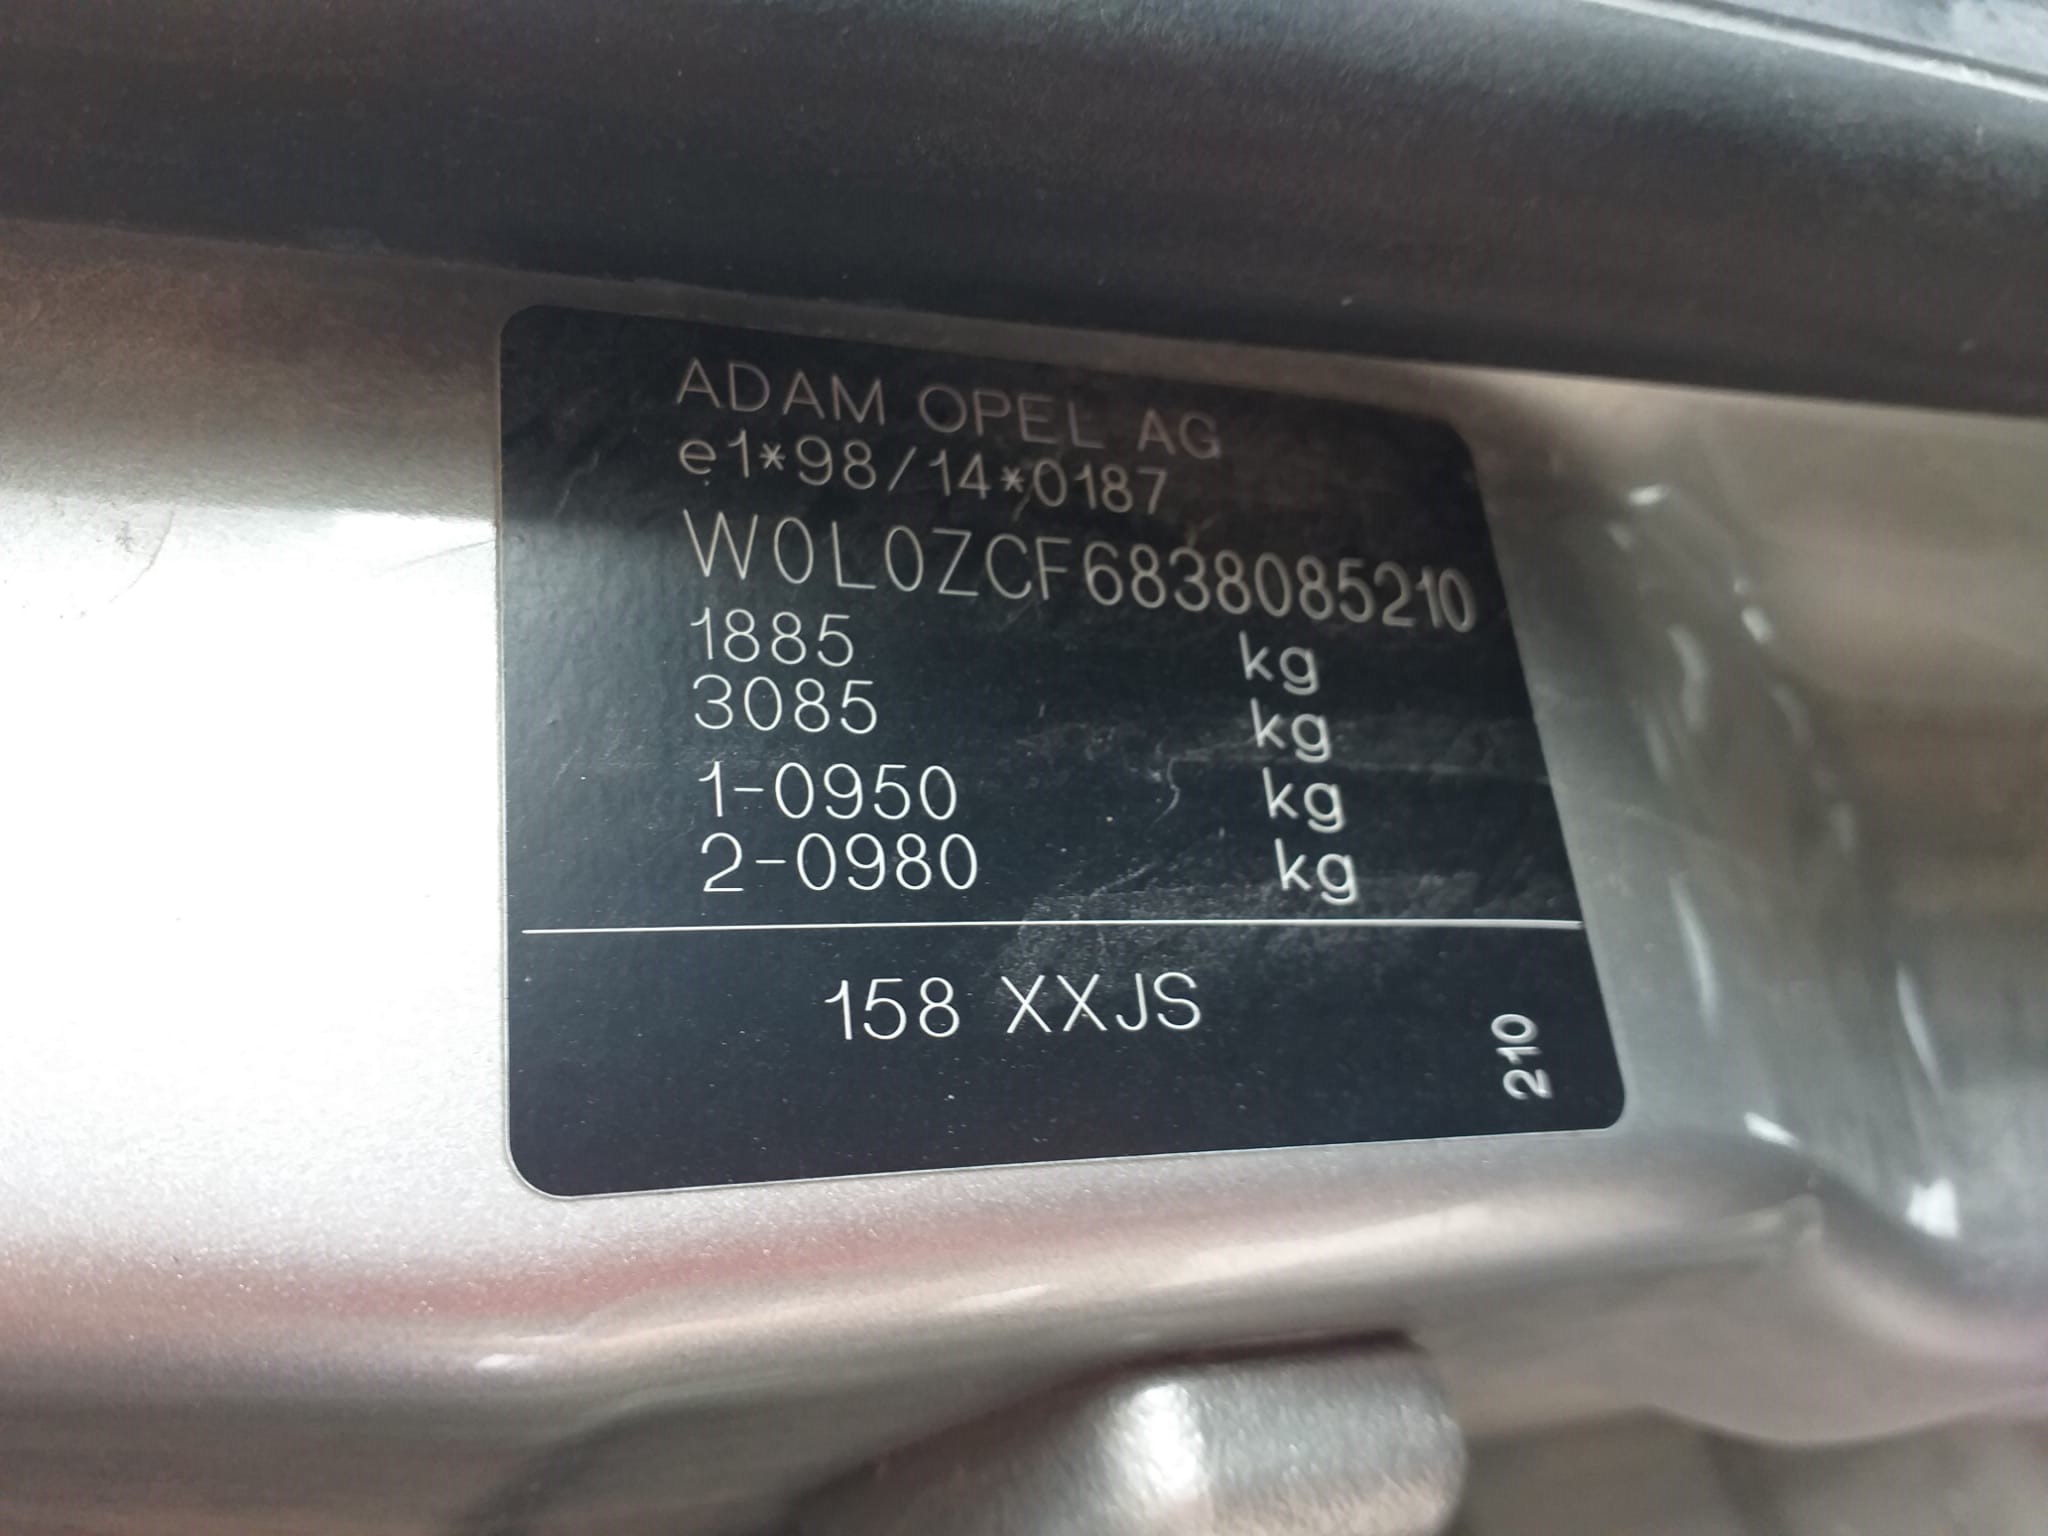 ADAM OPEL AG
e1*98/14*0187
W0L0ZCF6838085210
1885 kg
3085 kg
1-0950 kg
2-0980 kg
158 XXJS
210